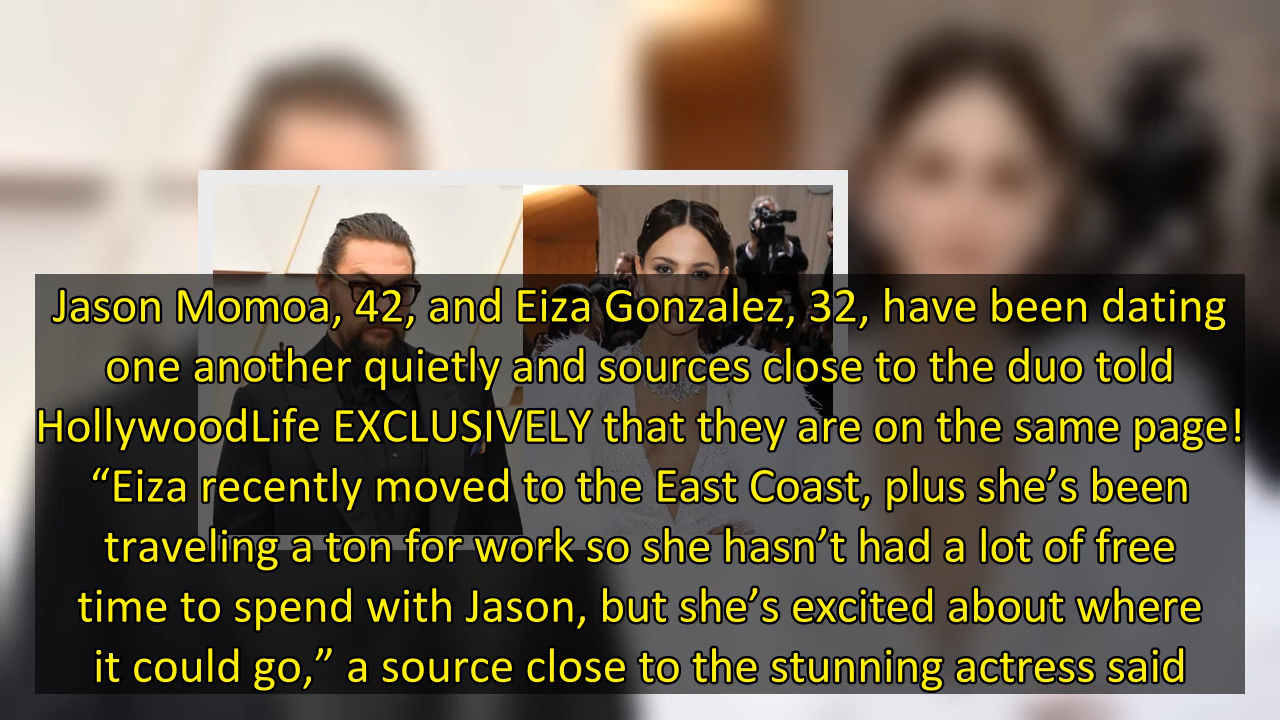 Jason Momoa, 42, and Eiza Gonzalez, 32, have been dating
one another quietly and sources close to the duo told
HollywoodLife EXCLUSIVELY that they are on the same page!
“Eiza recently moved to the East Coast, plus she’s been
traveling a ton for work so she hasn’t had a lot of free
time to spend with Jason, but she’s excited about where
it could go,” a source close to the stunning actress said